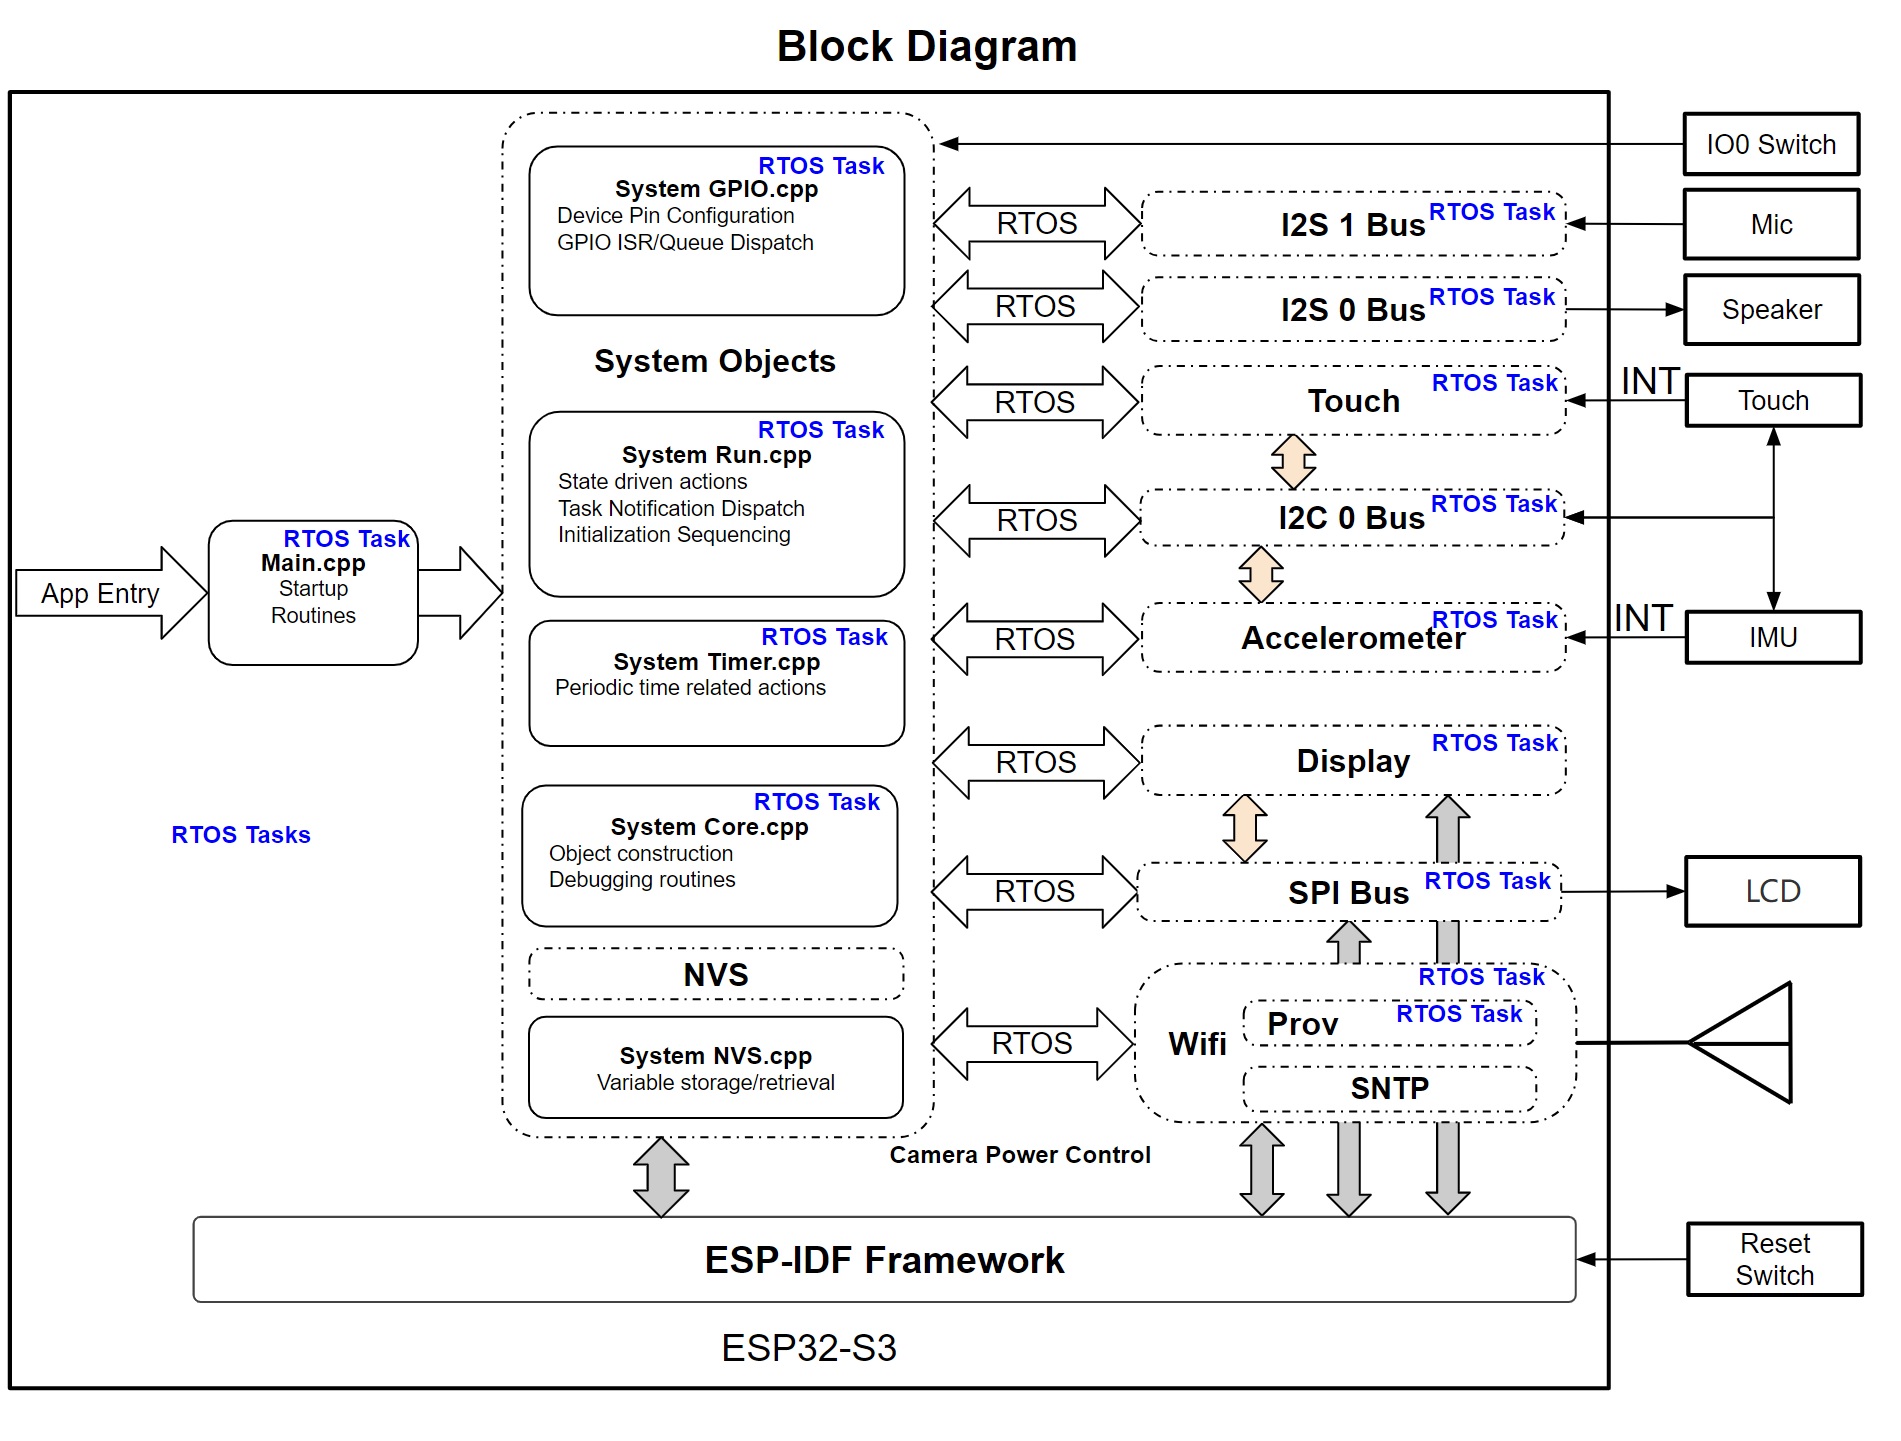 Block Diagram
App Entry
RTOS Task
Main.cpp
Startup
Routines
RTOS Tasks
RTOS Task
System GPIO.cpp
Device Pin Configuration
GPIO ISR/Queue Dispatch
System Objects
RTOS Task
System Run.cpp
State driven actions
Task Notification Dispatch
Initialization Sequencing
RTOS Task
System Timer.cpp
Periodic time related actions
RTOS Task
System Core.cpp
Object construction
Debugging routines
NVS
System NVS.cpp
Variable storage/retrieval
RTOS
RTOS
RTOS
RTOS
RTOS
RTOS
RTOS
RTOS
I2S 1 Bus RTOS Task
I2S 0 Bus RTOS Task
RTOS Task
Touch
RTOS Task
I2C 0 Bus
RTOS Task
Accelerometer
RTOS Task
Display
RTOS Task
SPI Bus
RTOS Task
Prov RTOS Task
Wifi
SNTP
Camera Power Control
IO0 Switch
Mic
Speaker
INT
Touch
INT
IMU
LCD
Reset
Switch
ESP-IDF Framework
ESP32-S3